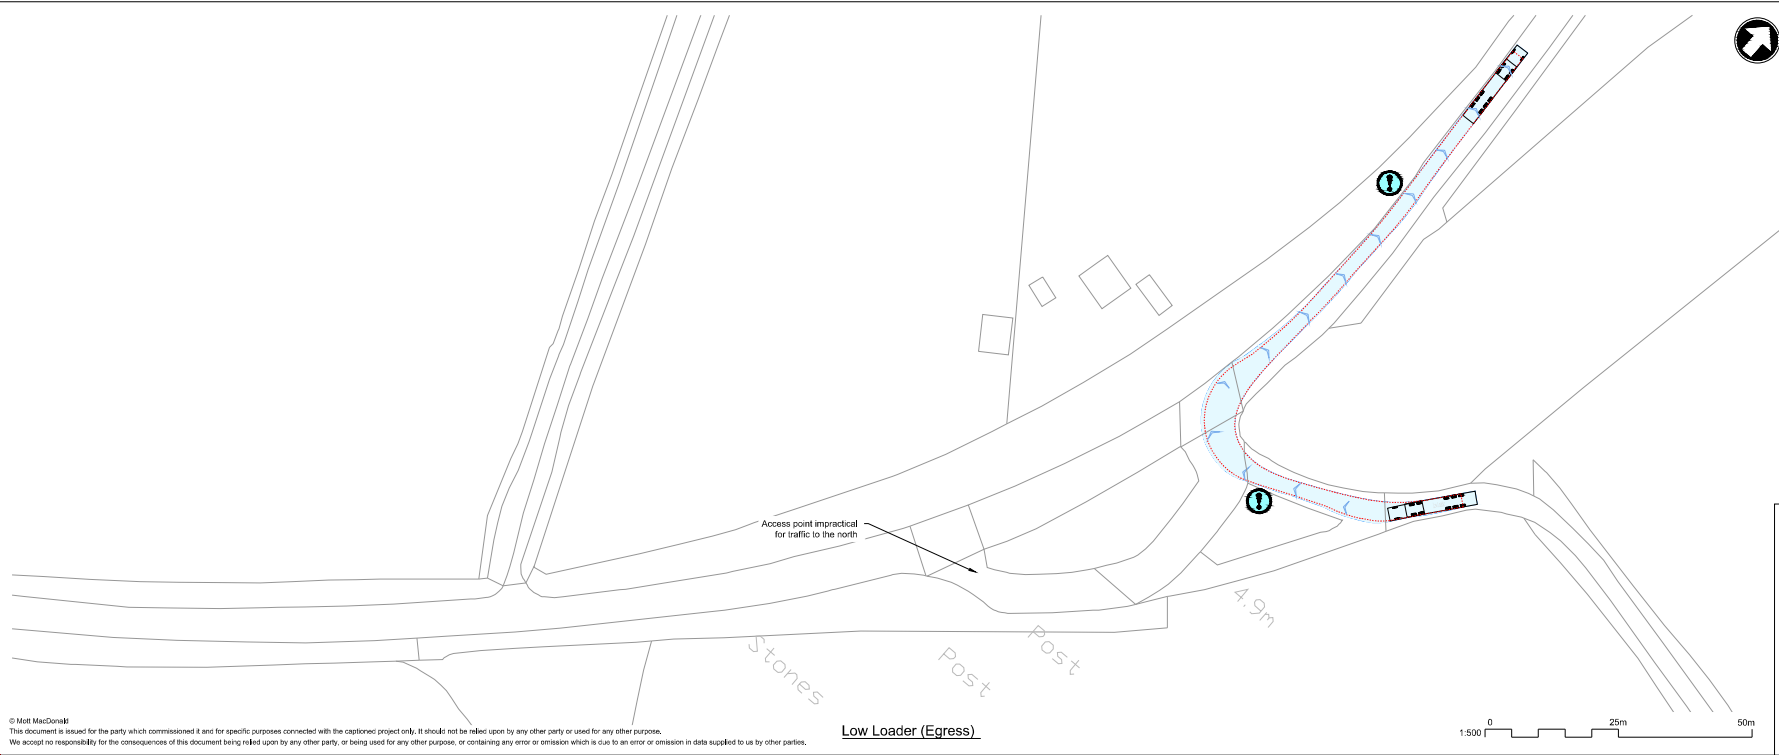 Access point impractical
for traffic to the north
4.9m
Post
Stones
Post
© Mott MacDonald
This document is issued for the party which commissioned it and for specific purposes connected with the captioned project only. It should not be relied upon by any other party or used for any other purpose.
We accept no responsibility for the consequences of this document being relied upon by any other party, or being used for any other purpose, or containing any error or omission which is due to an error or omission in data supplied to us by other parties.
Low Loader (Egress)
0 25m 50m
1:500